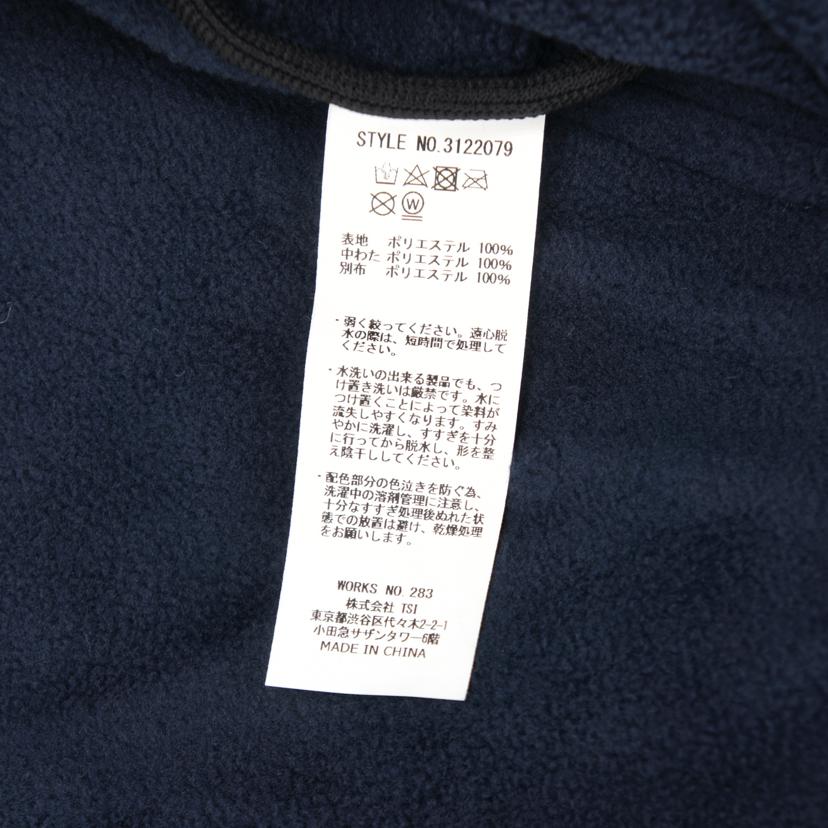 STYLE NO.3122079
W
表地 ポリエステル 100%
中わた ポリエステル 100%
別布 ポリエステル 100%
・弱く絞ってください。遠心脱
水の際は、短時間で処理して
ください。
・水洗いの出来る製品でも、つ
け置き洗いは厳禁です。水に
つけ置くことによって染料が
流失しやすくなります。すみ
やかに洗濯し、すすぎを十分
に行ってから脱水し、形を整
え陰干ししてください。
・配色部分の色泣きを防ぐ為、
洗濯中の溶剤管理に注意し、
十分なすすぎ処理後ぬれた状
態での放置は避け、乾燥処理
をお願いします。
WORKS NO. 283
株式会社 TSI
東京都渋谷区代々木2-2-1
小田急サザンタワー6階
MADE IN CHINA